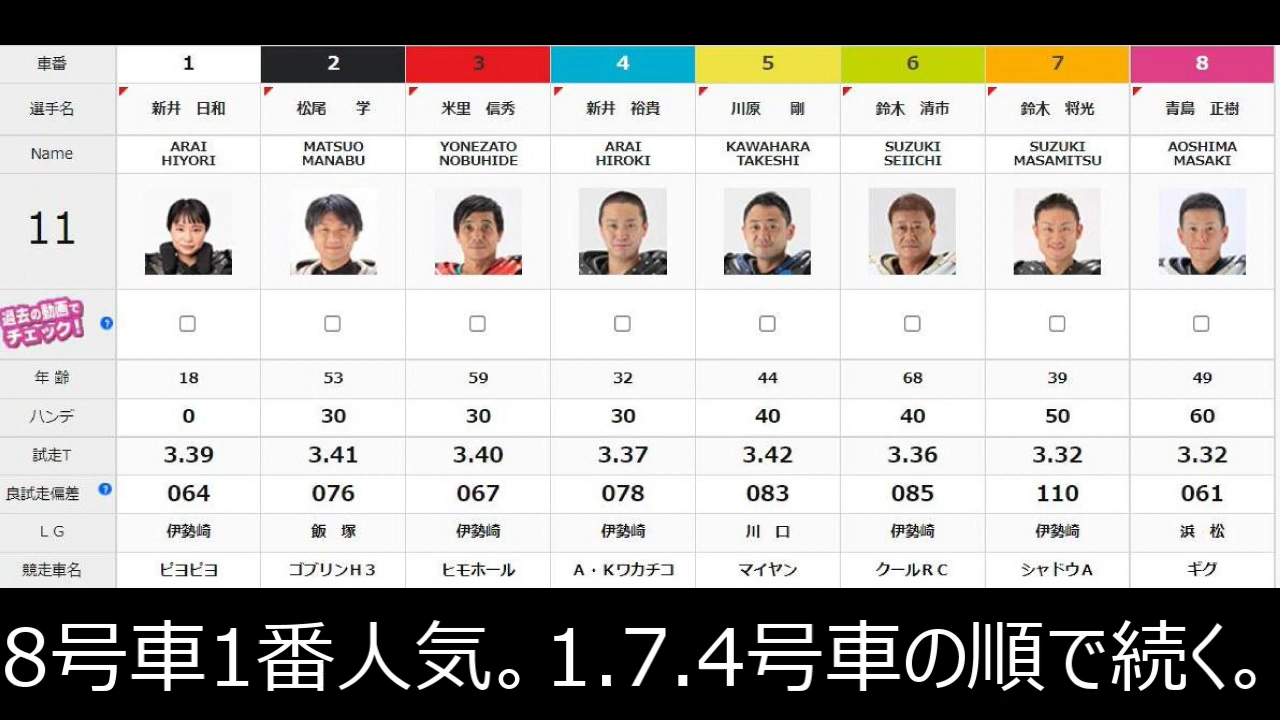 車番 1 2 3 4 5 6 7 8
選手名 新井 日和 松尾 学 米里 信秀 新井 裕貴 川原 剛 鈴木 清市 鈴木 将光 青島 正樹
Name ARAI HIYORI MATSUO MANABU YONEZATO NOBUHIDE ARAI HIROKI KAWAHARA TAKESHI SUZUKI SEIICHI SUZUKI MASAMITSU AOSHIMA MASAKI
11
過去の動画で
チェック! ?
年 齢 18 53 59 32 44 68 39 49
ハンデ 0 30 30 30 40 40 50 60
試走T 3.39 3.41 3.40 3.37 3.42 3.36 3.32 3.32
良試走偏差 ? 064 076 067 078 083 085 110 061
ＬＧ 伊勢崎 飯 塚 伊勢崎 伊勢崎 川 口 伊勢崎 伊勢崎 浜 松
競走車名 ピヨピヨ ゴブリンＨ３ ヒモホール Ａ・Ｋワカチコ マイヤン クールＲＣ シャドウＡ ギグ
8号車1番人気。1.7.4号車の順で続く。